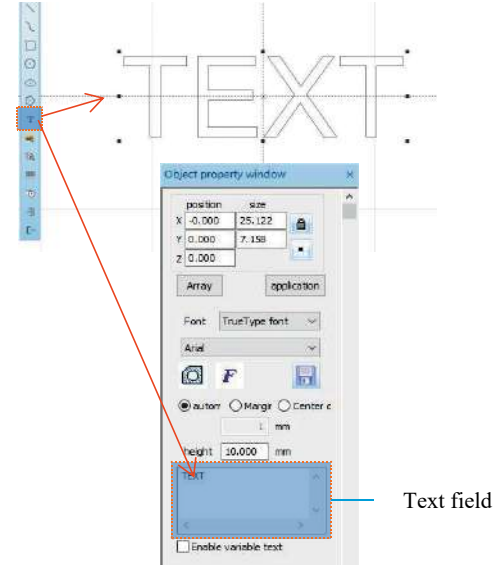 TEXT
Object property window ×
position size
X -0.000 25.122
Y 0.000 7.158
Z 0.000
Array application
Font TrueType font
Arial
F
autom Margir Center c
1 mm
height 10.000 mm
TEXT
Text field
Enable variable text